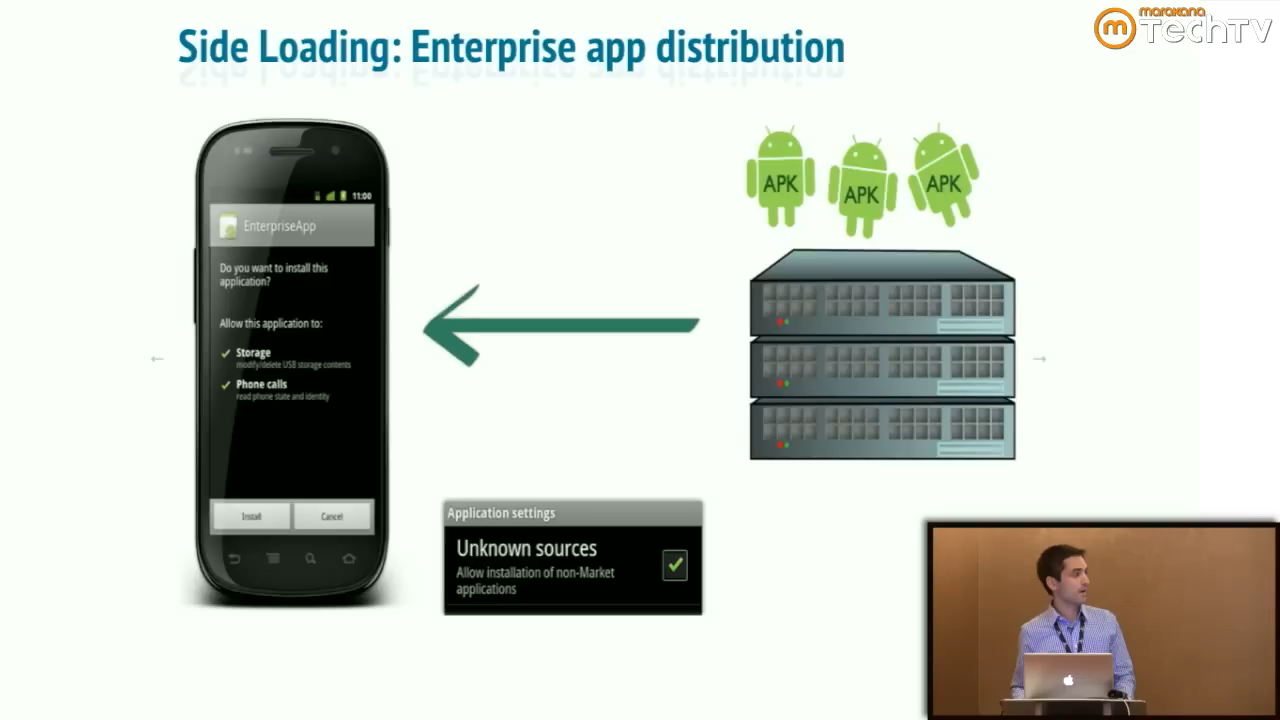 marakana
TechTV
Side Loading: Enterprise app distribution
11:00
EnterpriseApp
Do you want to install this
application?
Allow this application to:
Storage
modify/delete USB storage contents
Phone calls
read phone state and identity
Install
Cancel
APK
APK
APK
Application settings
Unknown sources
Allow installation of non-Market
applications